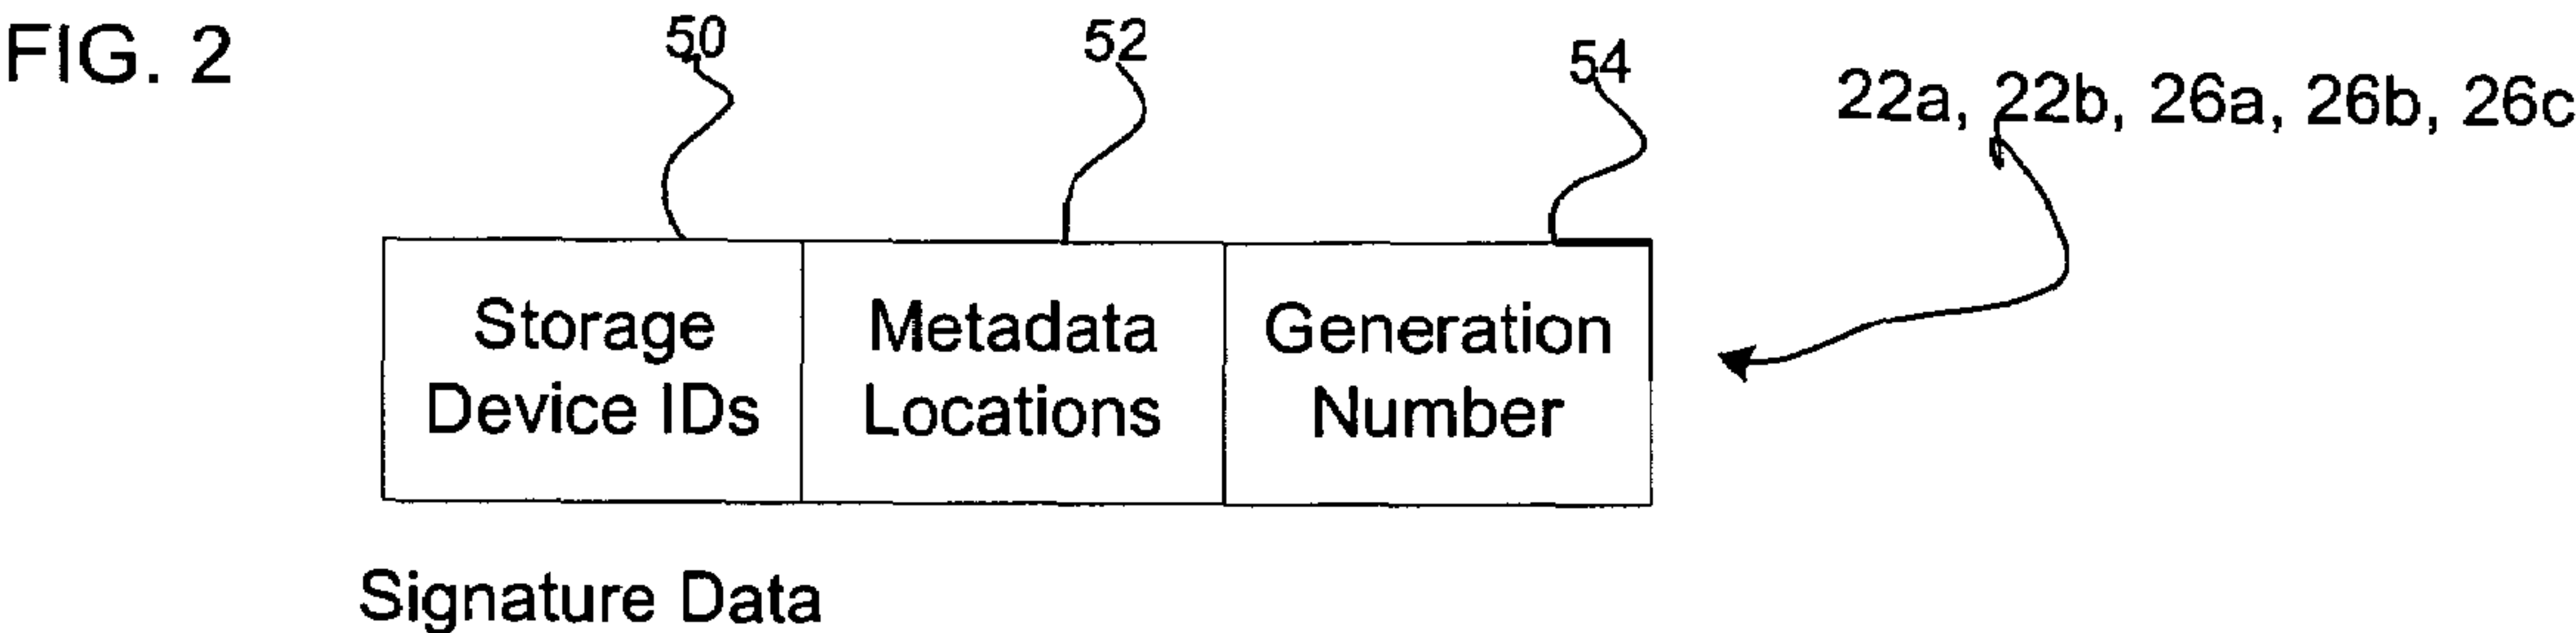 FIG. 2
50
52
54
22a, 22b, 26a, 26b, 26c
Storage
Device IDs
Metadata
Locations
Generation
Number
Signature Data